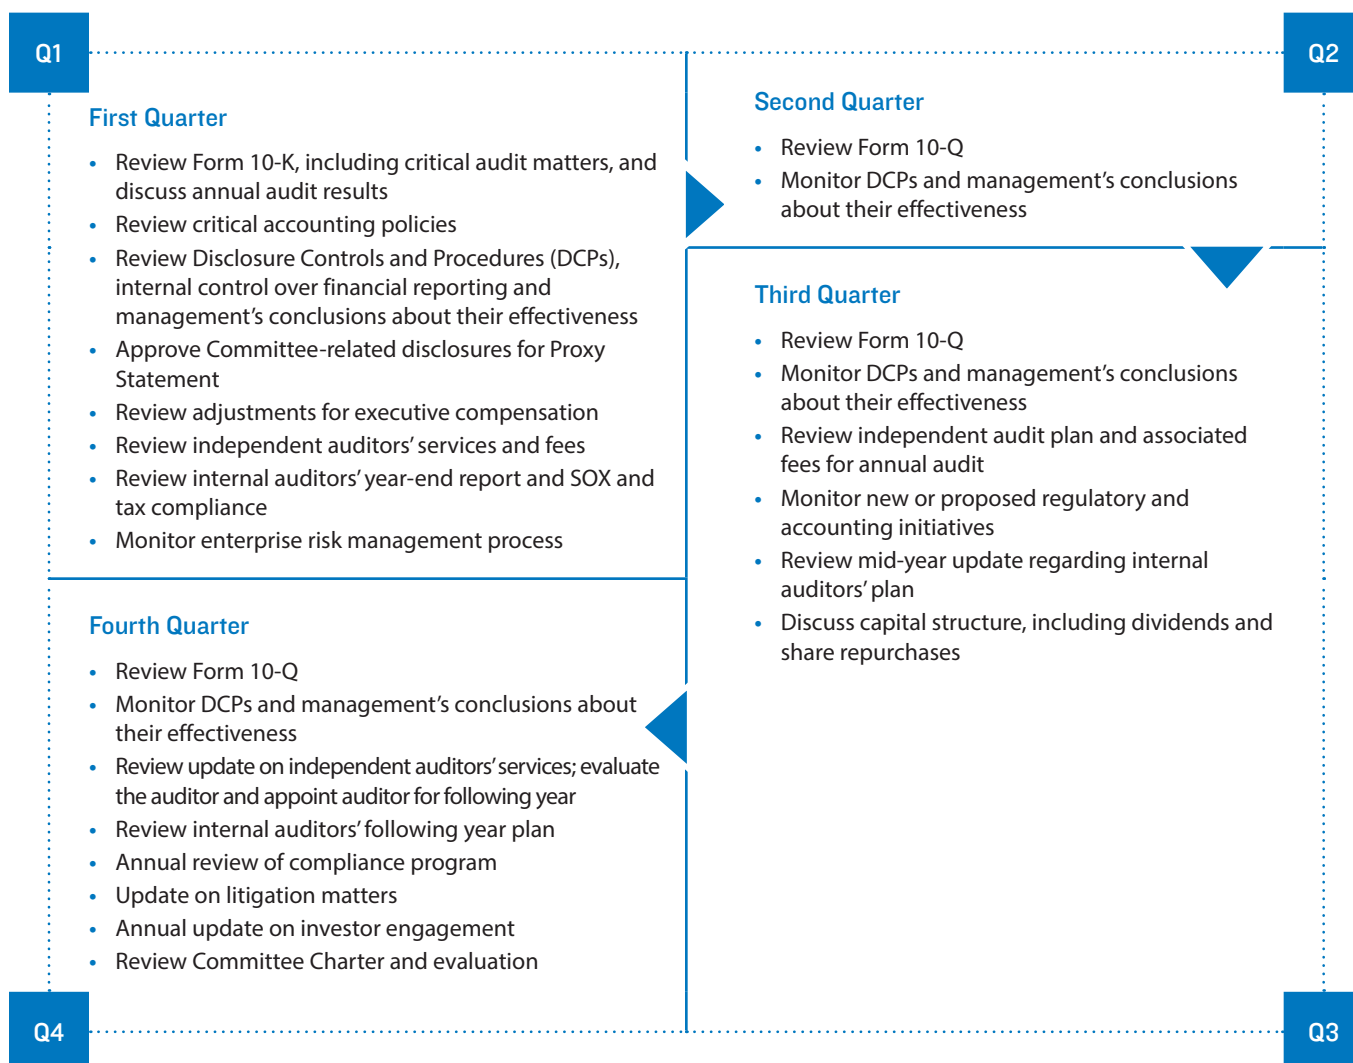 Q1
Q2
First Quarter
• Review Form 10-K, including critical audit matters, and
discuss annual audit results
• Review critical accounting policies
• Review Disclosure Controls and Procedures (DCPs),
internal control over financial reporting and
management’s conclusions about their effectiveness
• Approve Committee-related disclosures for Proxy
Statement
• Review adjustments for executive compensation
• Review independent auditors’ services and fees
• Review internal auditors’ year-end report and SOX and
tax compliance
• Monitor enterprise risk management process
Second Quarter
• Review Form 10-Q
• Monitor DCPs and management’s conclusions
about their effectiveness
Third Quarter
• Review Form 10-Q
• Monitor DCPs and management’s conclusions
about their effectiveness
• Review independent audit plan and associated
fees for annual audit
• Monitor new or proposed regulatory and
accounting initiatives
• Review mid-year update regarding internal
auditors’ plan
• Discuss capital structure, including dividends and
share repurchases
Fourth Quarter
• Review Form 10-Q
• Monitor DCPs and management’s conclusions about
their effectiveness
• Review update on independent auditors’ services; evaluate
the auditor and appoint auditor for following year
• Review internal auditors’ following year plan
• Annual review of compliance program
• Update on litigation matters
• Annual update on investor engagement
• Review Committee Charter and evaluation
Q4
Q3